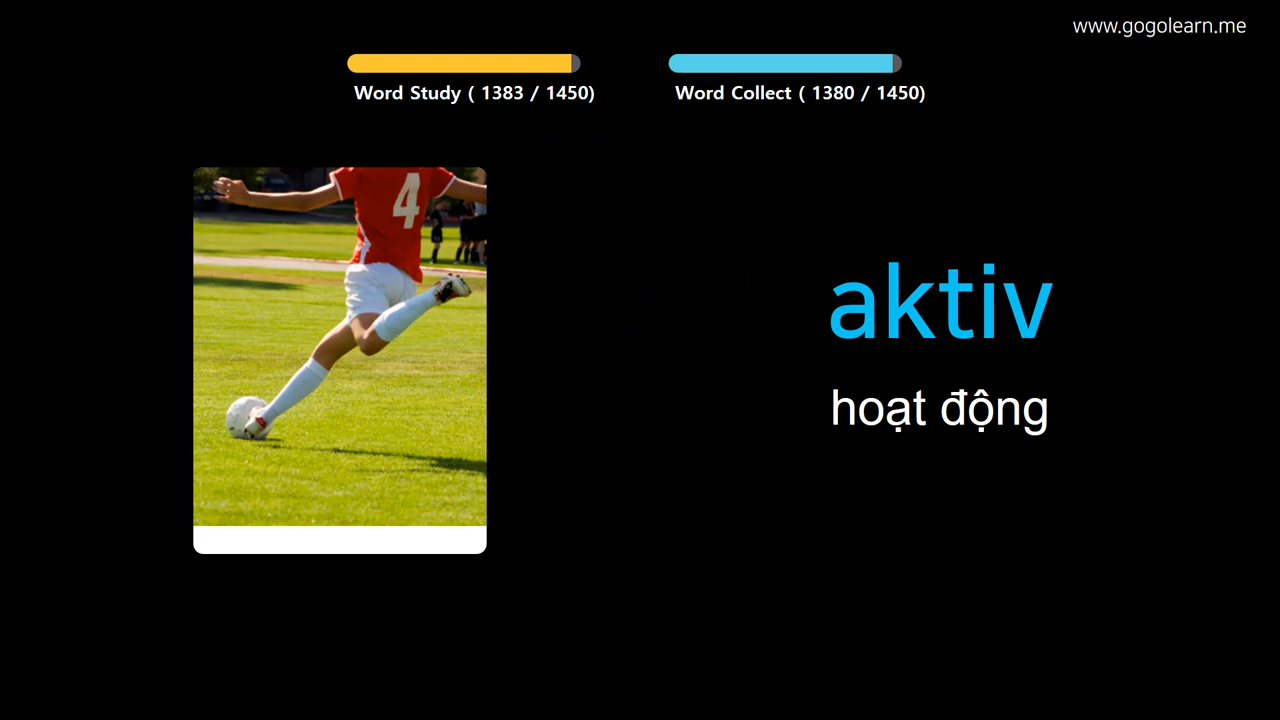 www.gogolearn.me
Word Study ( 1383 / 1450)
Word Collect ( 1380 / 1450)
4
aktiv
hoạt động